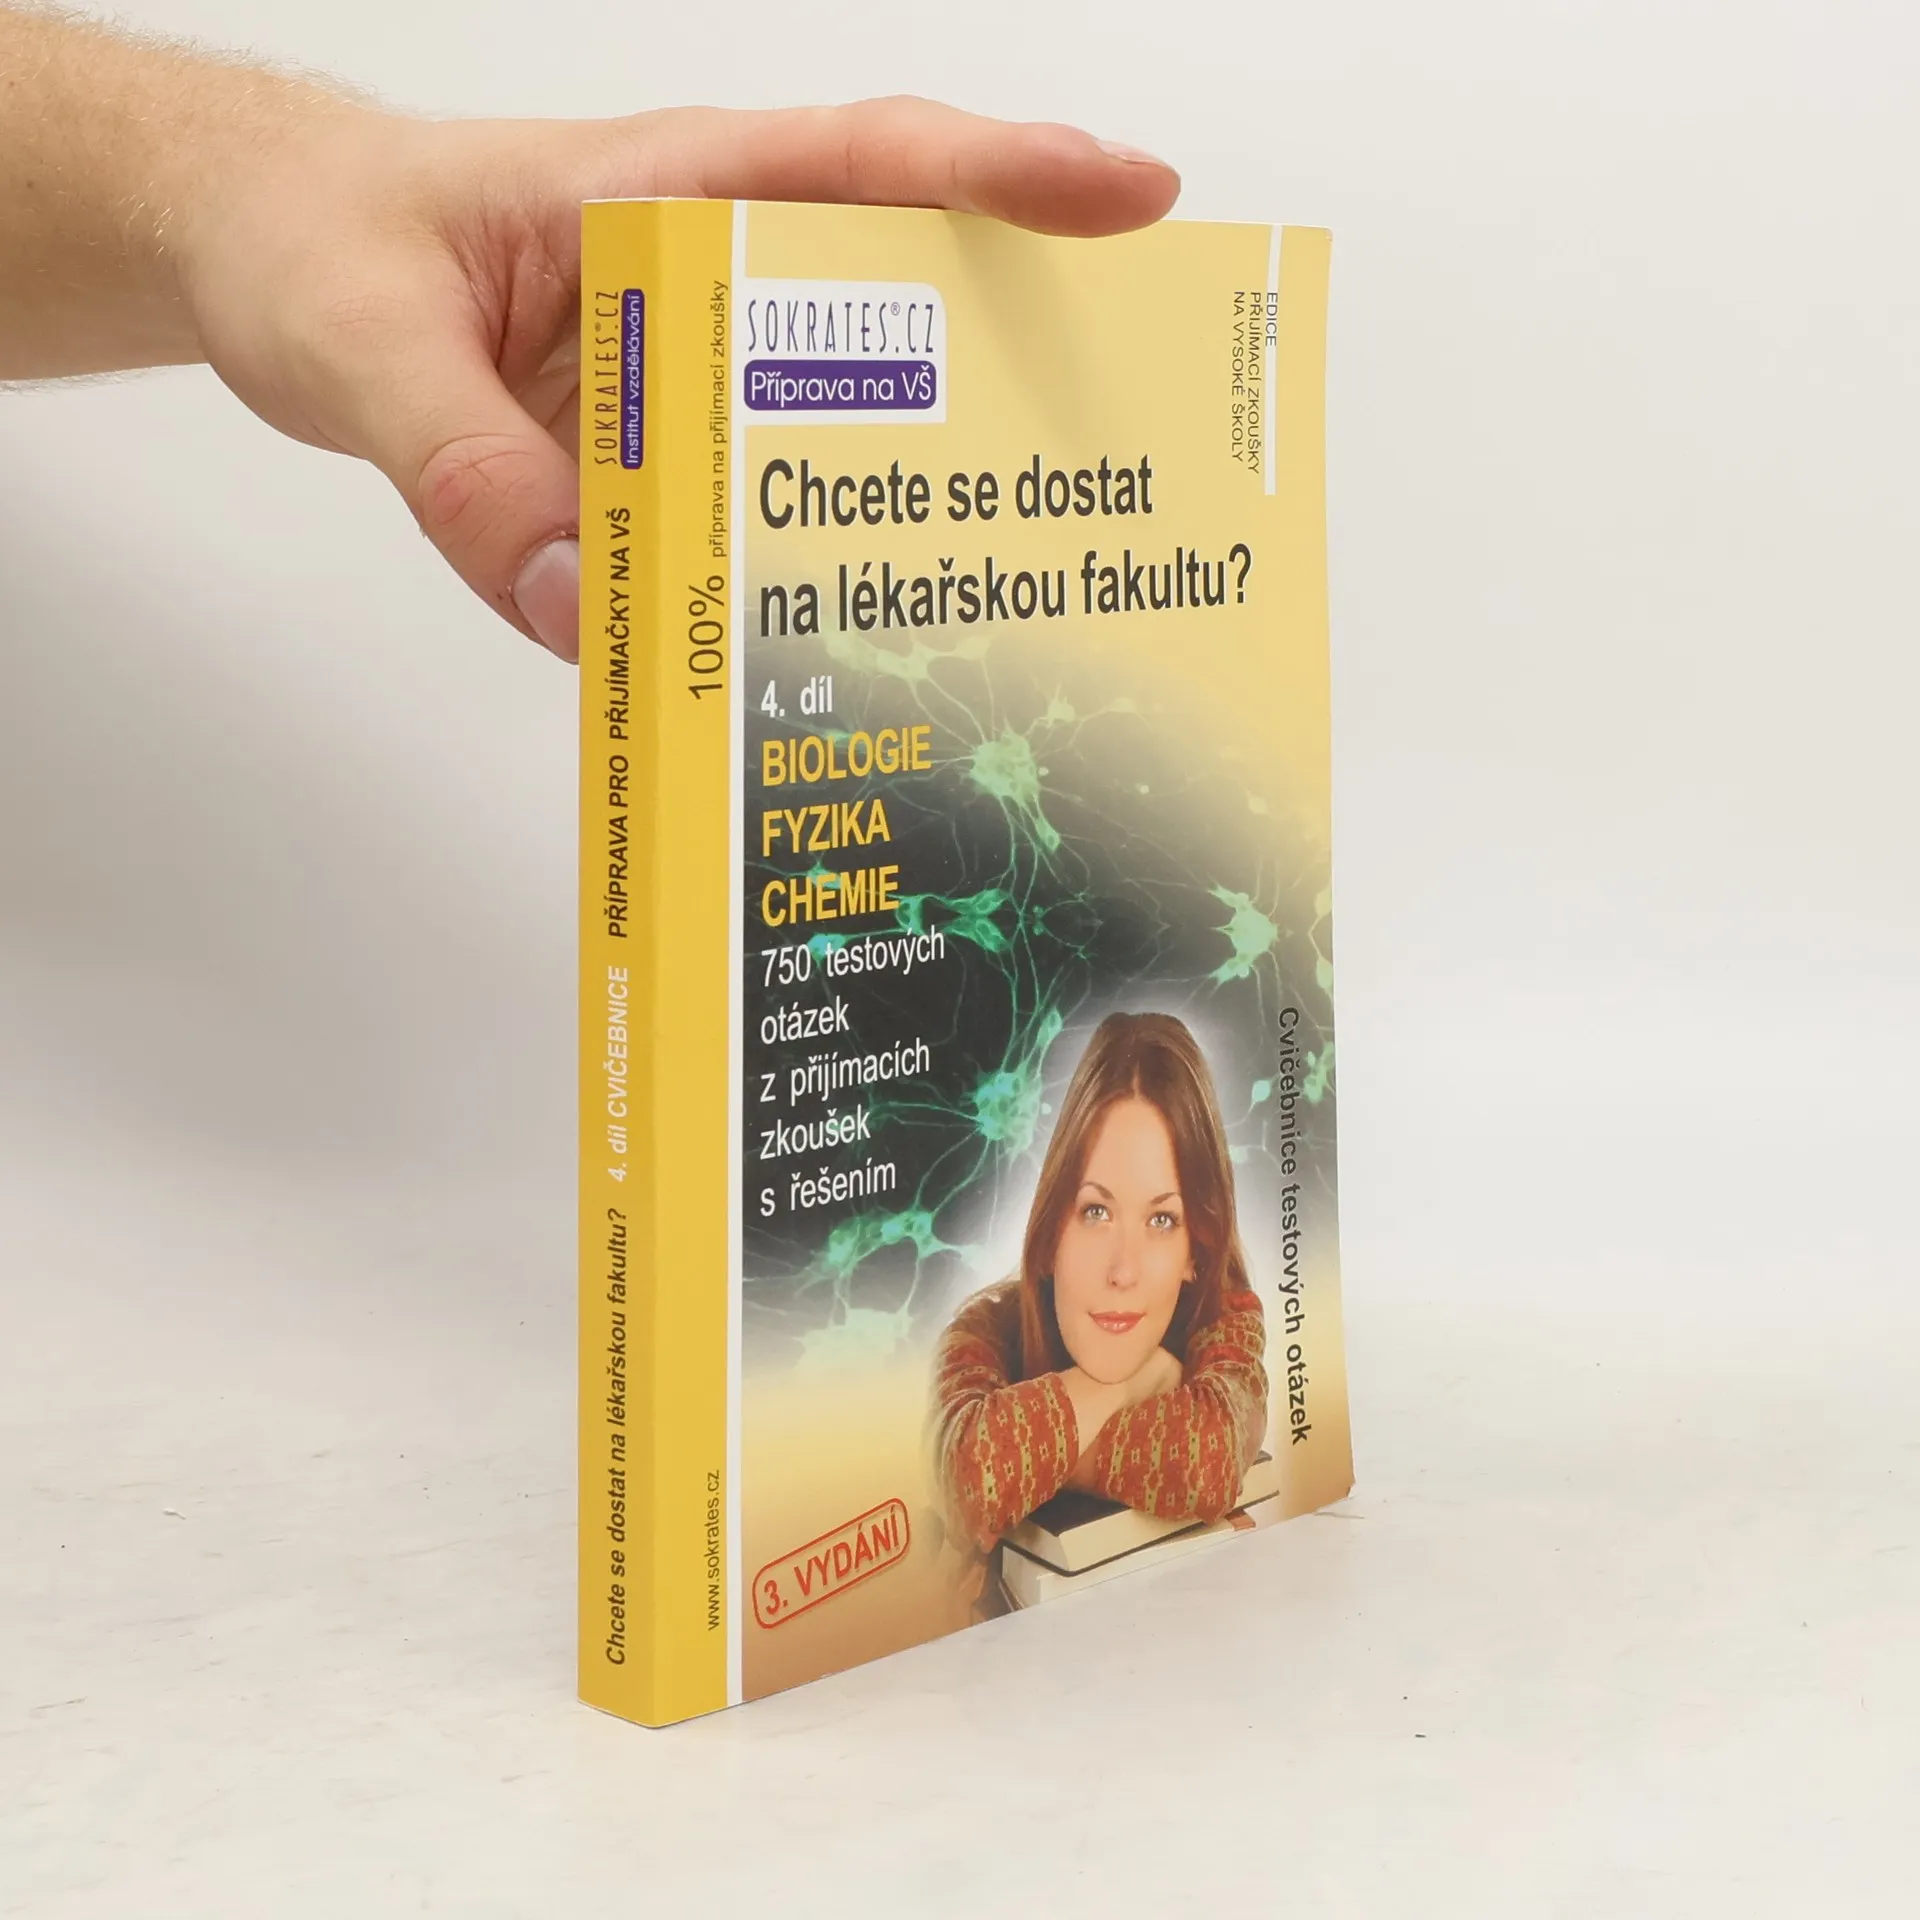 SOKRATES®.CZ
Institut vzdělávání
Chcete se dostat na lékařskou fakultu? 4. díl CVIČEBNICE PŘÍPRAVA PRO PŘIJÍMAČKY NA VŠ
100% příprava na přijímací zkoušky
www.sokrates.cz
SOKRATES®.CZ
Příprava na VŠ
EDICE
PŘIJÍMACÍ ZKOUŠKY
NA VYSOKÉ ŠKOLY
Chcete se dostat
na lékařskou fakultu?
4. díl
BIOLOGIE
FYZIKA
CHEMIE
750 testových
otázek
z přijímacích
zkoušek
s řešením
Cvičebnice testových otázek
3. VYDÁNÍ